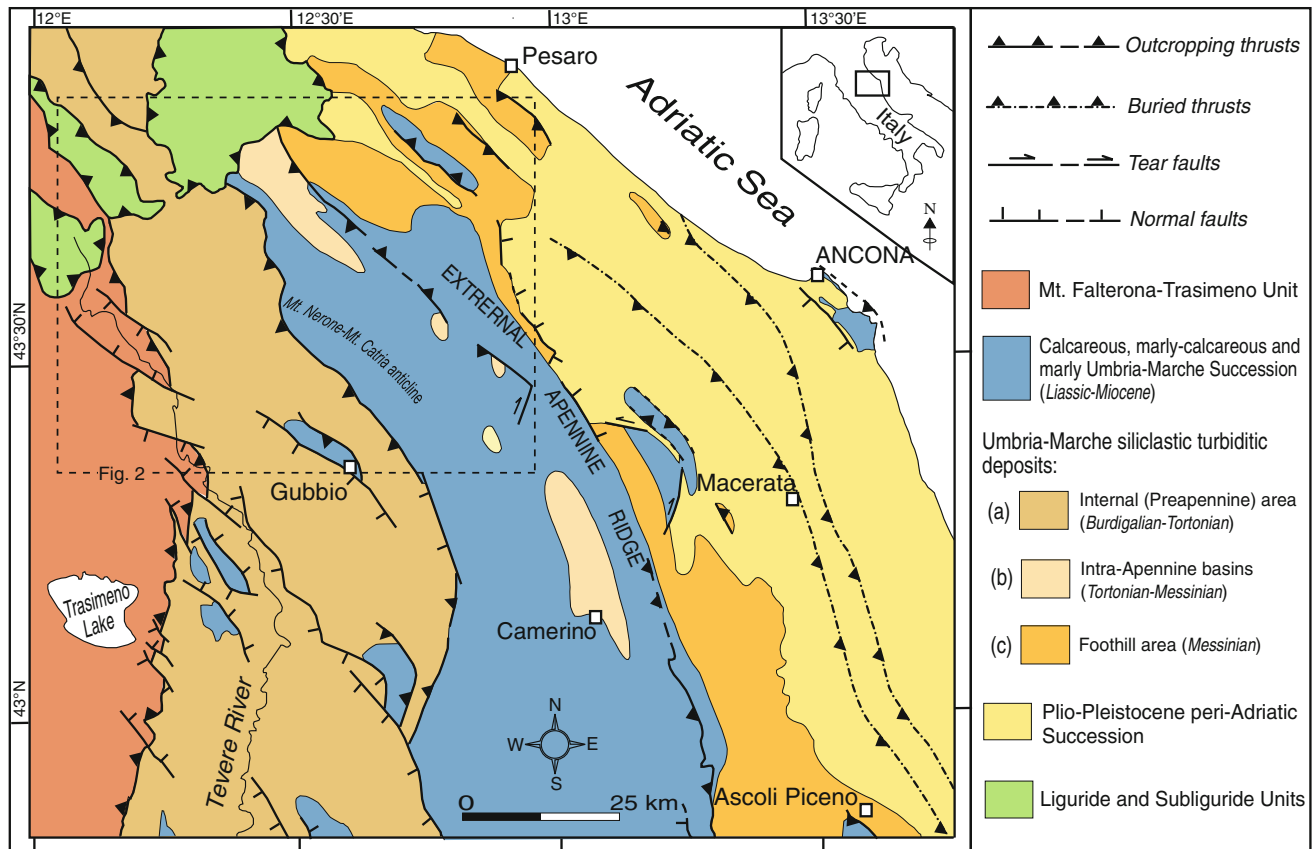 12°E
12°30'E
13°E
13°30'E
43°30'N
43°N
Pesaro
Adriatic Sea
Italy
N
ANCONA
EXTRERNAL
APENNINE
RIDGE
Mt. Nerone-Mt. Catria anticline
Fig. 2
Gubbio
Macerata
Trasimeno
Lake
Camerino
Tevere River
N
W
E
S
0
25 km
Ascoli Piceno
Outcropping thrusts
Buried thrusts
Tear faults
Normal faults
Mt. Falterona-Trasimeno Unit
Calcareous, marly-calcareous and
marly Umbria-Marche Succession
(Liassic-Miocene)
Umbria-Marche siliclastic turbiditic
deposits:
(a) Internal (Preapennine) area
(Burdigalian-Tortonian)
(b) Intra-Apennine basins
(Tortonian-Messinian)
(c) Foothill area (Messinian)
Plio-Pleistocene peri-Adriatic
Succession
Liguride and Subliguride Units